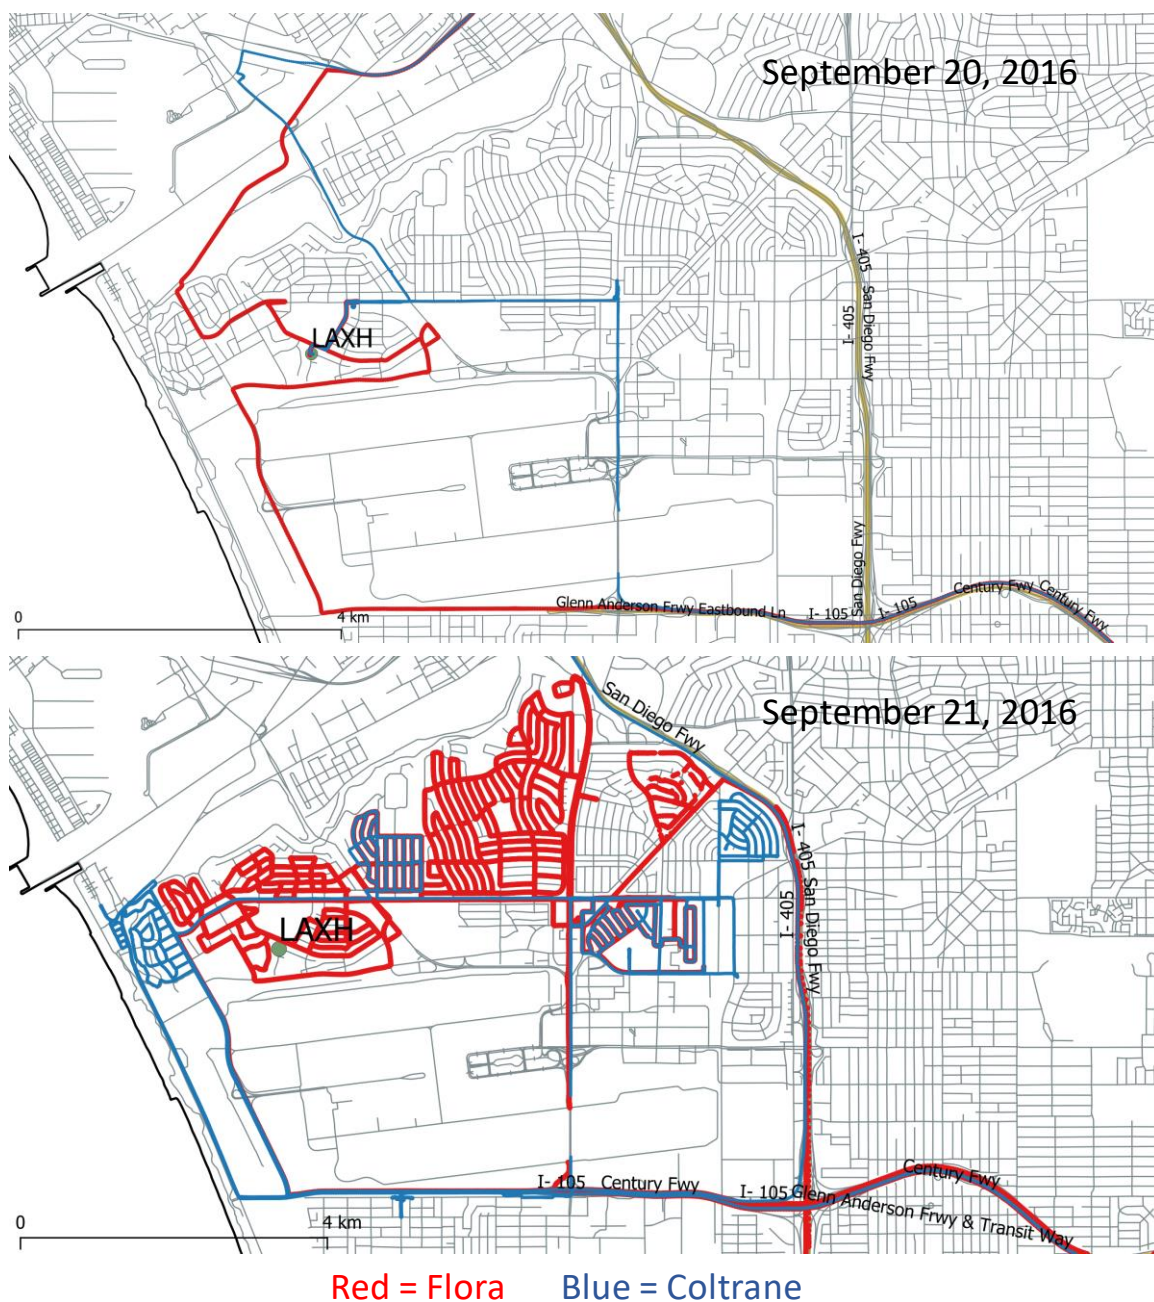 September 20, 2016
I- 405
San Diego Fwy
I- 405
LAXH
San Diego Fwy
Glenn Anderson Frwy Eastbound Ln
I- 105
I- 105
Century Fwy
Century Fwy
0
4 km
San Diego Fwy
September 21, 2016
I- 405
San Diego Fwy
I- 405
LAXH
I- 105
Century Fwy
I- 105
Glenn Anderson Frwy & Transit Way
Century Fwy
0
4 km
Red = Flora Blue = Coltrane